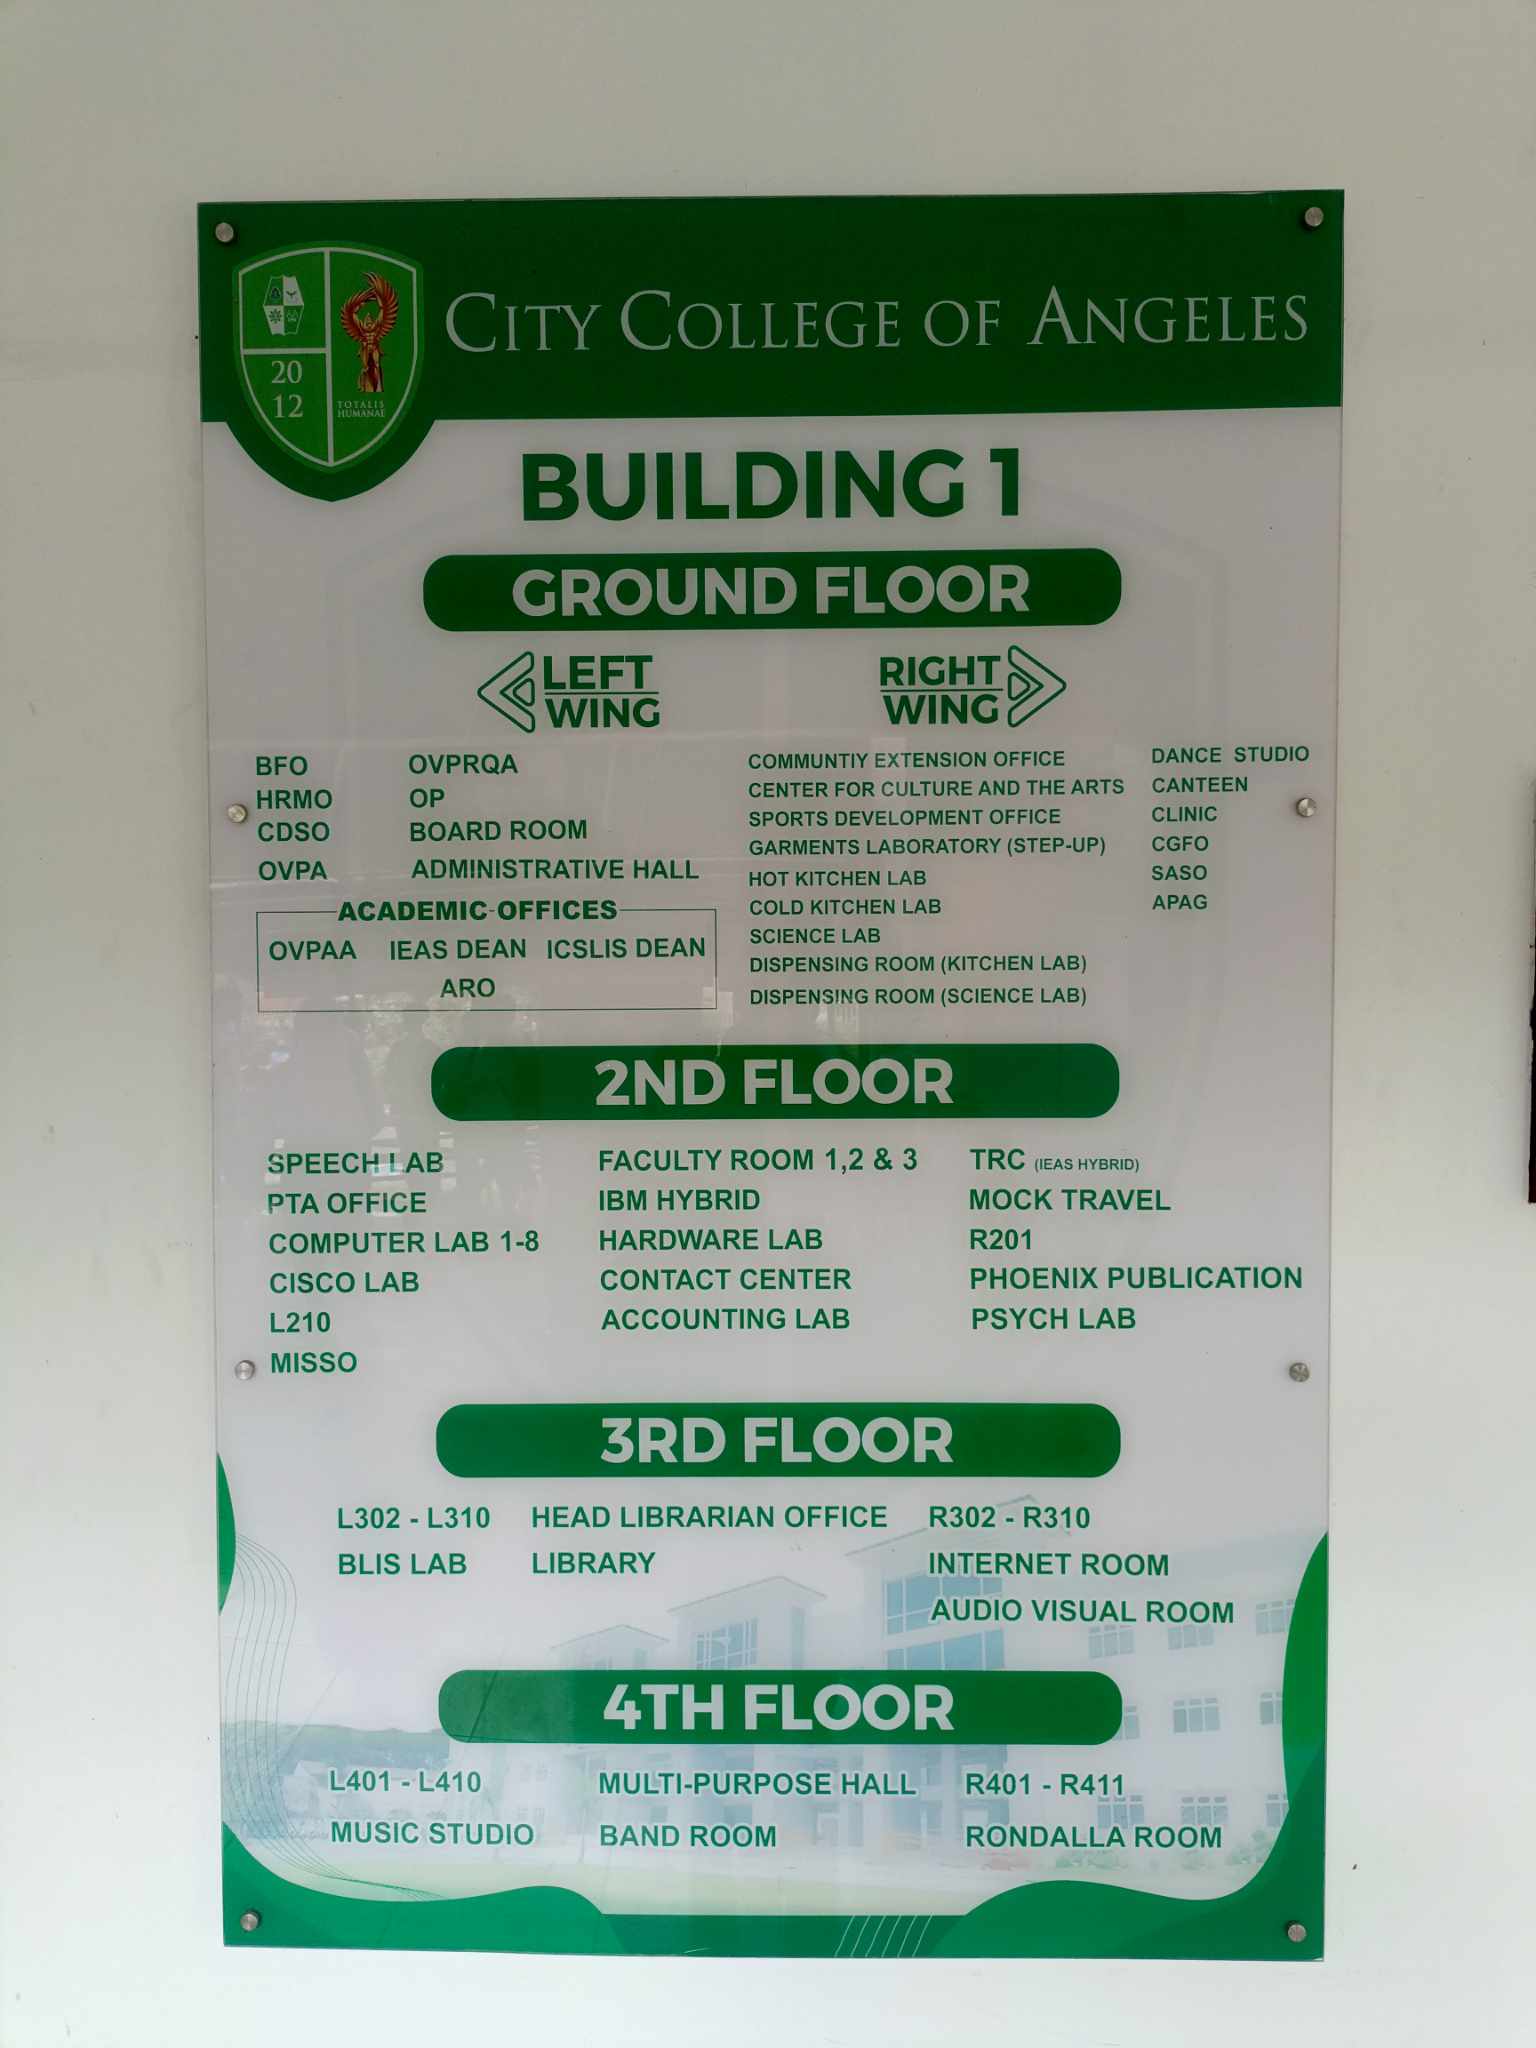 20
12
TOTALIS
HUMANAE
CITY COLLEGE OF ANGELES
BUILDING 1
GROUND FLOOR
LEFT
WING
BFO
HRMO
CDSO
OVPA
OVPRQA
OP
BOARD ROOM
ADMINISTRATIVE HALL
ACADEMIC OFFICES
OVPAA IEAS DEAN ICSLIS DEAN
ARO
RIGHT
WING
COMMUNTIY EXTENSION OFFICE
CENTER FOR CULTURE AND THE ARTS
SPORTS DEVELOPMENT OFFICE
GARMENTS LABORATORY (STEP-UP)
HOT KITCHEN LAB
COLD KITCHEN LAB
SCIENCE LAB
DISPENSING ROOM (KITCHEN LAB)
DISPENSING ROOM (SCIENCE LAB)
DANCE STUDIO
CANTEEN
CLINIC
CGFO
SASO
APAG
2ND FLOOR
SPEECH LAB
PTA OFFICE
COMPUTER LAB 1-8
CISCO LAB
L210
MISSO
FACULTY ROOM 1,2 & 3
IBM HYBRID
HARDWARE LAB
CONTACT CENTER
ACCOUNTING LAB
TRC (IEAS HYBRID)
MOCK TRAVEL
R201
PHOENIX PUBLICATION
PSYCH LAB
3RD FLOOR
L302 - L310
BLIS LAB
HEAD LIBRARIAN OFFICE
LIBRARY
R302 - R310
INTERNET ROOM
AUDIO VISUAL ROOM
4TH FLOOR
L401 - L410
MUSIC STUDIO
MULTI-PURPOSE HALL
BAND ROOM
R401 - R411
RONDALLA ROOM